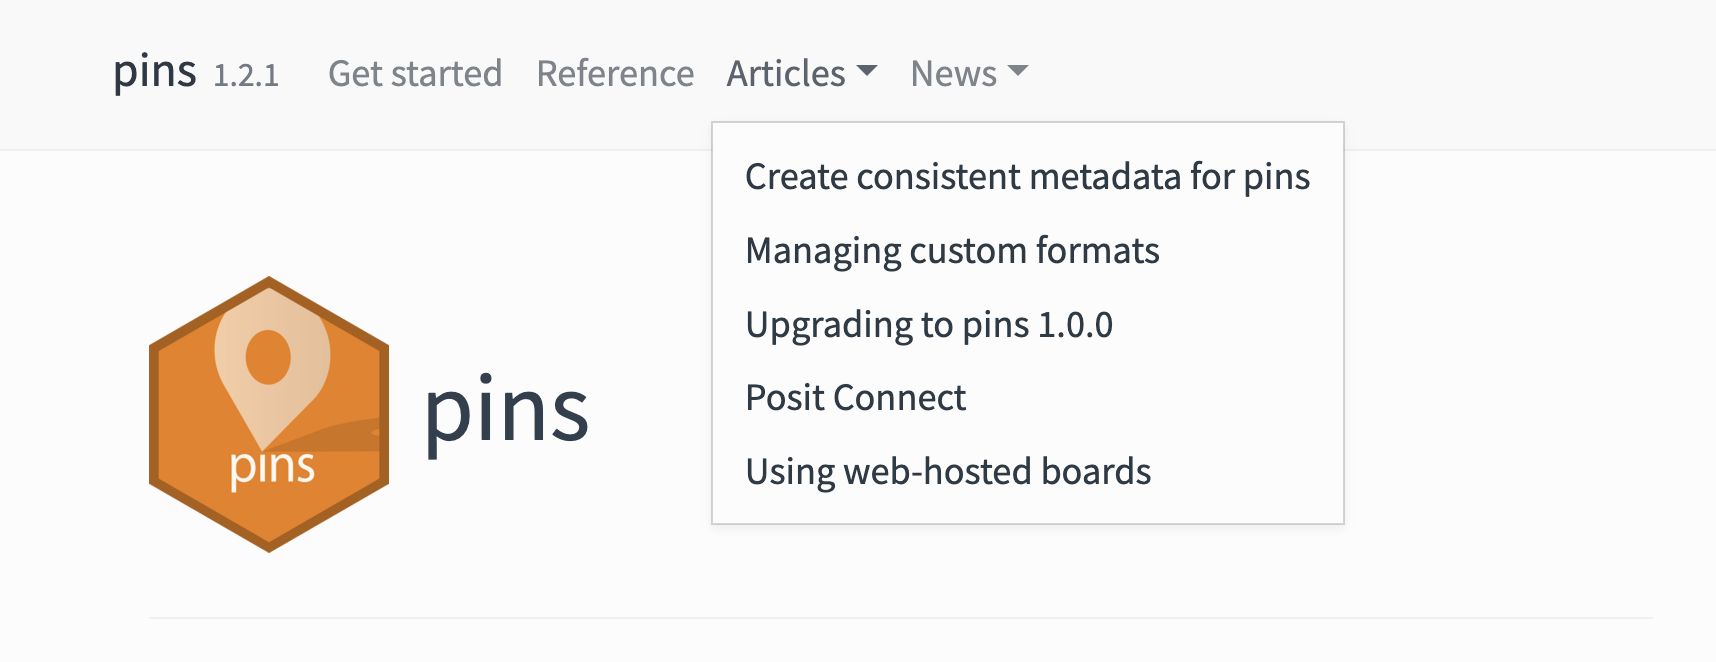 pins 1.2.1 Get started Reference Articles News
Create consistent metadata for pins
Managing custom formats
Upgrading to pins 1.0.0
Posit Connect
Using web-hosted boards
pins
pins